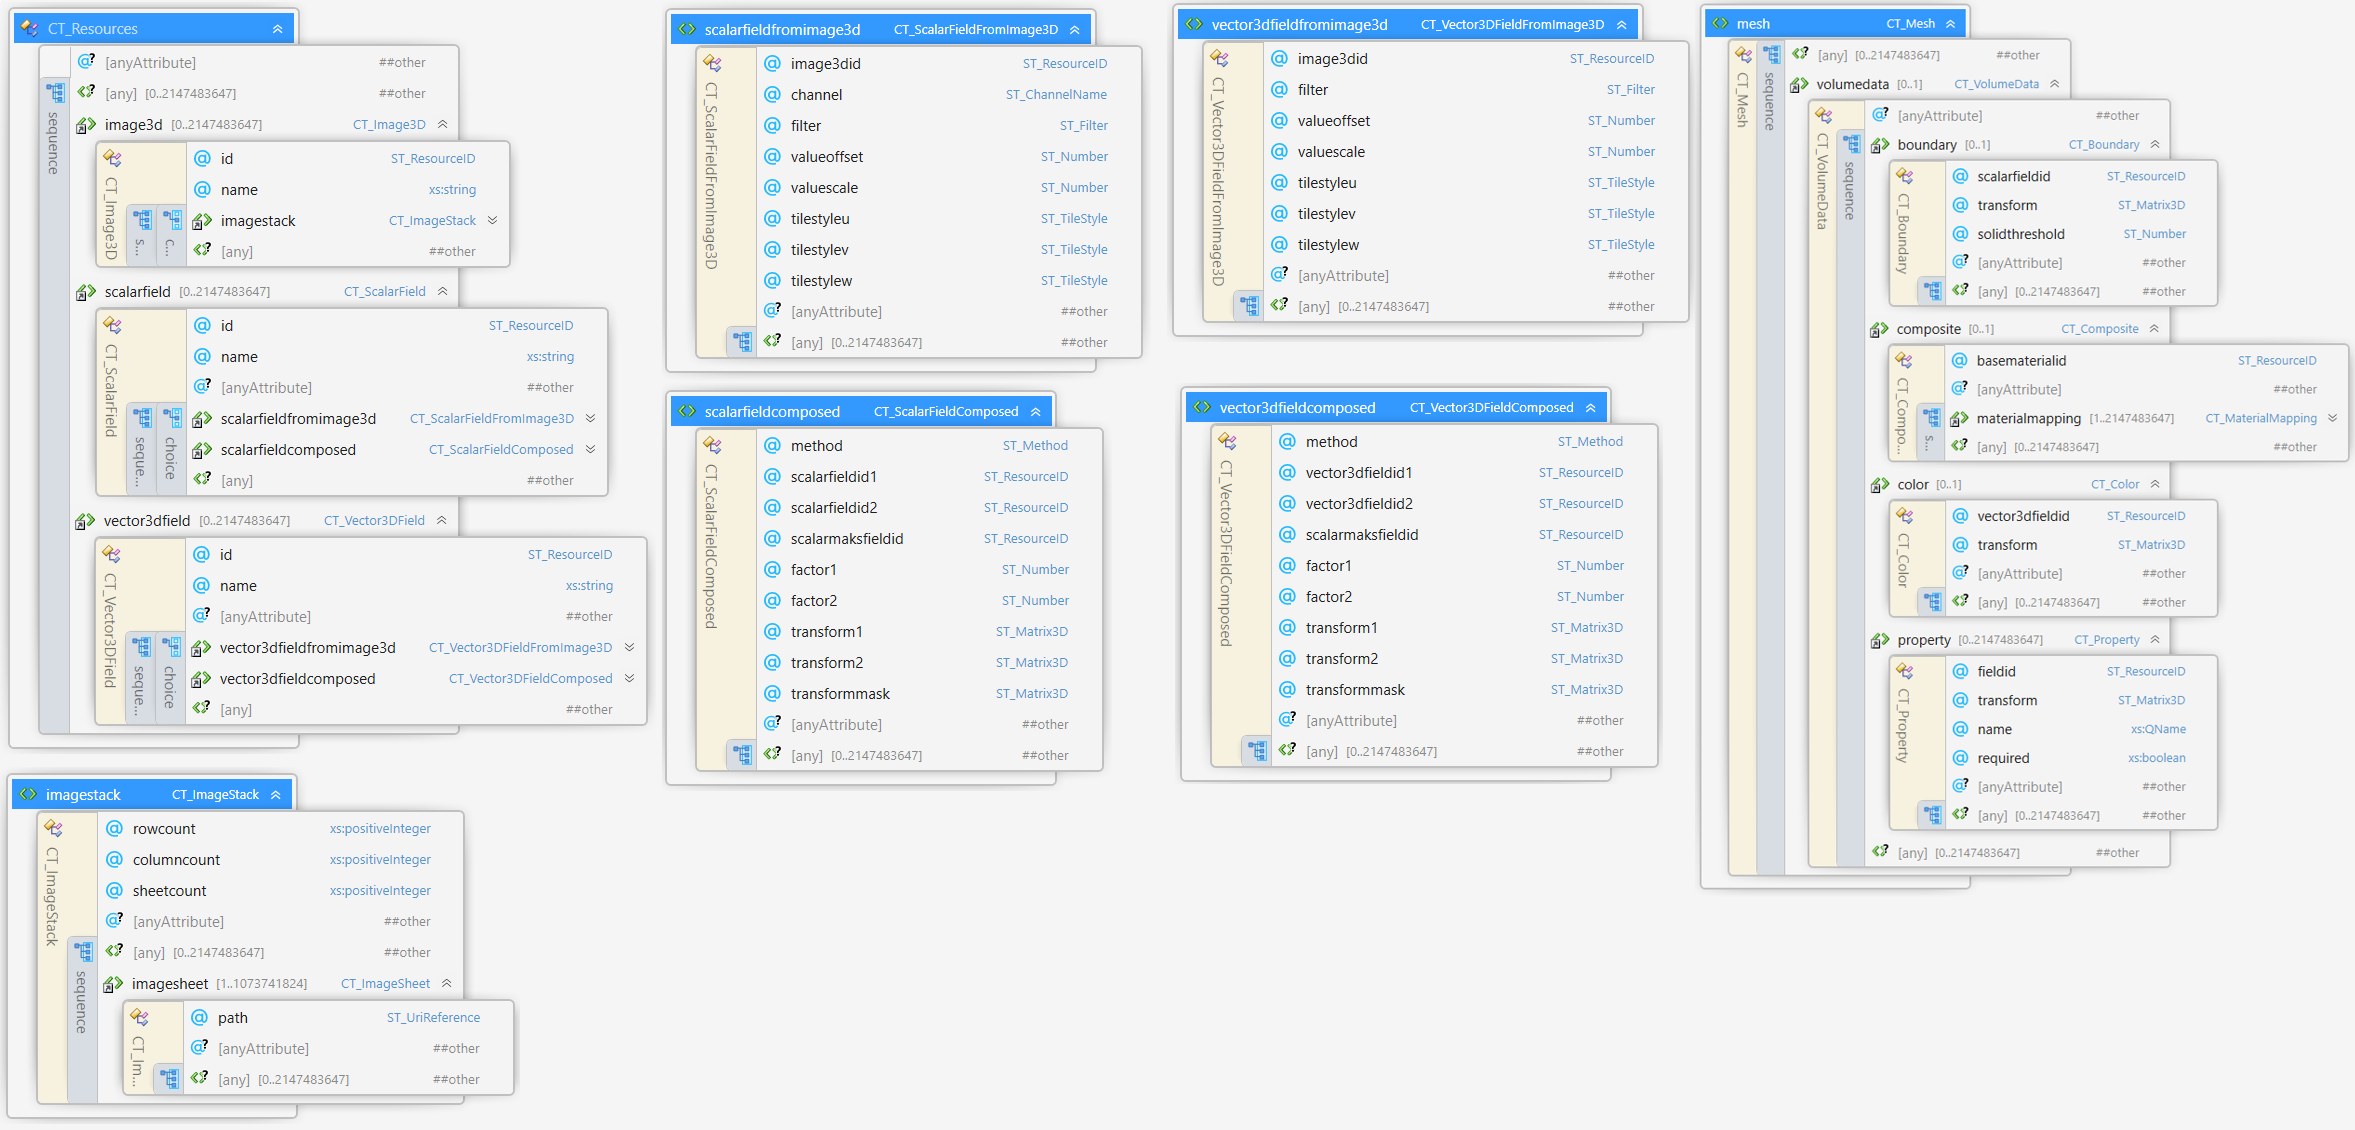 CT_Resources
[anyAttribute] ##other
[any] [0..2147483647] ##other
sequence
image3d [0..2147483647] CT_Image3D
CT_Image3D
id ST_ResourceID
name xs:string
s...
c...
imagestack CT_ImageStack
[any] ##other
scalarfield [0..2147483647] CT_ScalarField
CT_ScalarField
id ST_ResourceID
name xs:string
[anyAttribute] ##other
seque...
choice
scalarfieldfromimage3d CT_ScalarFieldFromImage3D
scalarfieldcomposed CT_ScalarFieldComposed
[any] ##other
vector3dfield [0..2147483647] CT_Vector3DField
CT_Vector3DField
id ST_ResourceID
name xs:string
[anyAttribute] ##other
seque...
choice
vector3dfieldfromimage3d CT_Vector3DFieldFromImage3D
vector3dfieldcomposed CT_Vector3DFieldComposed
[any] ##other
imagestack CT_ImageStack
CT_ImageStack
rowcount xs:positiveInteger
columncount xs:positiveInteger
sheetcount xs:positiveInteger
[anyAttribute] ##other
sequence
[any] [0..2147483647] ##other
imagesheet [1..1073741824] CT_ImageSheet
CT_Im...
path ST_UriReference
[anyAttribute] ##other
[any] [0..2147483647] ##other
scalarfieldfromimage3d CT_ScalarFieldFromImage3D
CT_ScalarFieldFromImage3D
image3did ST_ResourceID
channel ST_ChannelName
filter ST_Filter
valueoffset ST_Number
valuescale ST_Number
tilestyleu ST_TileStyle
tilestylev ST_TileStyle
tilestylew ST_TileStyle
[anyAttribute] ##other
[any] [0..2147483647] ##other
scalarfieldcomposed CT_ScalarFieldComposed
CT_ScalarFieldComposed
method ST_Method
scalarfieldid1 ST_ResourceID
scalarfieldid2 ST_ResourceID
scalarmaksfieldid ST_ResourceID
factor1 ST_Number
factor2 ST_Number
transform1 ST_Matrix3D
transform2 ST_Matrix3D
transformmask ST_Matrix3D
[anyAttribute] ##other
[any] [0..2147483647] ##other
vector3dfieldfromimage3d CT_Vector3DFieldFromImage3D
CT_Vector3DFieldFromImage3D
image3did ST_ResourceID
filter ST_Filter
valueoffset ST_Number
valuescale ST_Number
tilestyleu ST_TileStyle
tilestylev ST_TileStyle
tilestylew ST_TileStyle
[anyAttribute] ##other
[any] [0..2147483647] ##other
vector3dfieldcomposed CT_Vector3DFieldComposed
CT_Vector3DFieldComposed
method ST_Method
vector3dfieldid1 ST_ResourceID
vector3dfieldid2 ST_ResourceID
scalarmaksfieldid ST_ResourceID
factor1 ST_Number
factor2 ST_Number
transform1 ST_Matrix3D
transform2 ST_Matrix3D
transformmask ST_Matrix3D
[anyAttribute] ##other
[any] [0..2147483647] ##other
mesh CT_Mesh
CT_Mesh
sequence
[any] [0..2147483647] ##other
volumedata [0..1] CT_VolumeData
CT_VolumeData
[anyAttribute] ##other
sequence
boundary [0..1] CT_Boundary
CT_Boundary
scalarfieldid ST_ResourceID
transform ST_Matrix3D
solidthreshold ST_Number
[anyAttribute] ##other
[any] [0..2147483647] ##other
composite [0..1] CT_Composite
CT_Compo...
basematerialid ST_ResourceID
[anyAttribute] ##other
s...
materialmapping [1..2147483647] CT_MaterialMapping
[any] [0..2147483647] ##other
color [0..1] CT_Color
CT_Color
vector3dfieldid ST_ResourceID
transform ST_Matrix3D
[anyAttribute] ##other
[any] [0..2147483647] ##other
property [0..2147483647] CT_Property
CT_Property
fieldid ST_ResourceID
transform ST_Matrix3D
name xs:QName
required xs:boolean
[anyAttribute] ##other
[any] [0..2147483647] ##other
[any] [0..2147483647] ##other